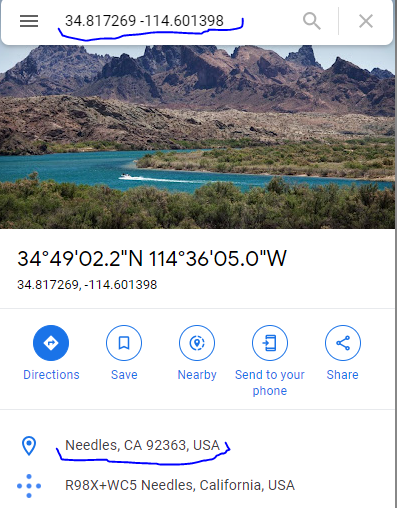 34.817269 -114.601398
34°49'02.2"N 114°36'05.0"W
34.817269, -114.601398
Directions
Save
Nearby
Send to your
phone
Share
Needles, CA 92363, USA
R98X+WC5 Needles, California, USA